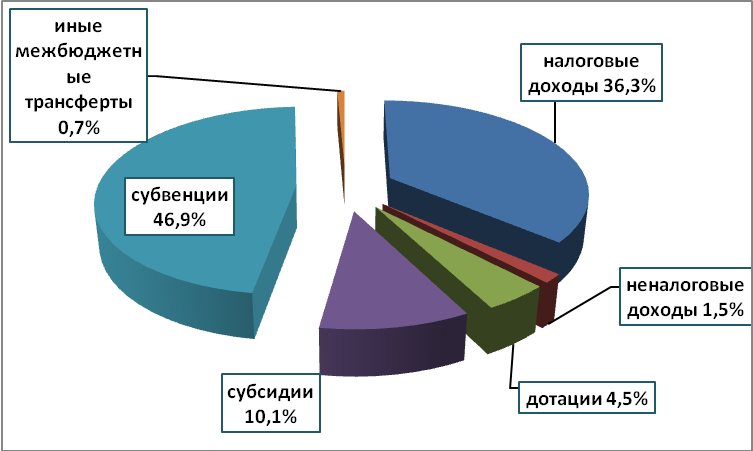 иные
межбюджетн
ые
трансферты
0,7%
налоговые
доходы 36,3%
субвенции
46,9%
неналоговые
доходы 1,5%
субсидии
10,1%
дотации 4,5%